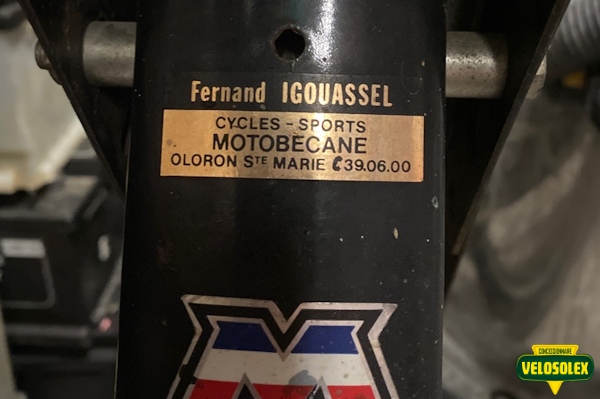 Fernand IGOUASSEL
CYCLES - SPORTS
MOTOBECANE
OLORON STE MARIE 39.06.00
CONCESSIONNAIRE
VELOSOLEX